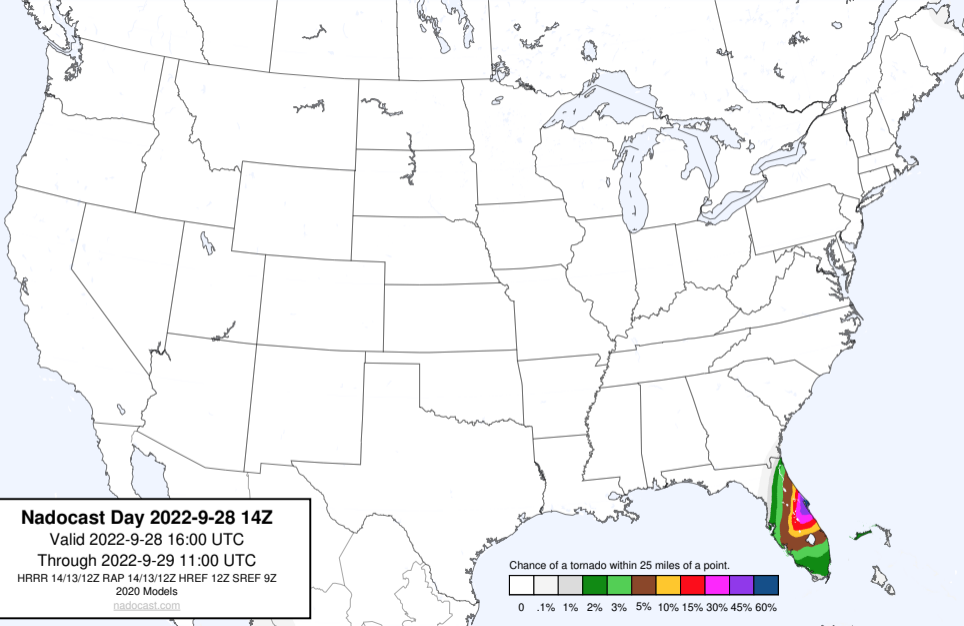 Nadocast Day 2022-9-28 14Z
Valid 2022-9-28 16:00 UTC
Through 2022-9-29 11:00 UTC
HRRR 14/13/12Z RAP 14/13/12Z HREF 12Z SREF 9Z
2020 Models
nadocast.com
Chance of a tornado within 25 miles of a point.
0 .1% 1% 2% 3% 5% 10% 15% 30% 45% 60%